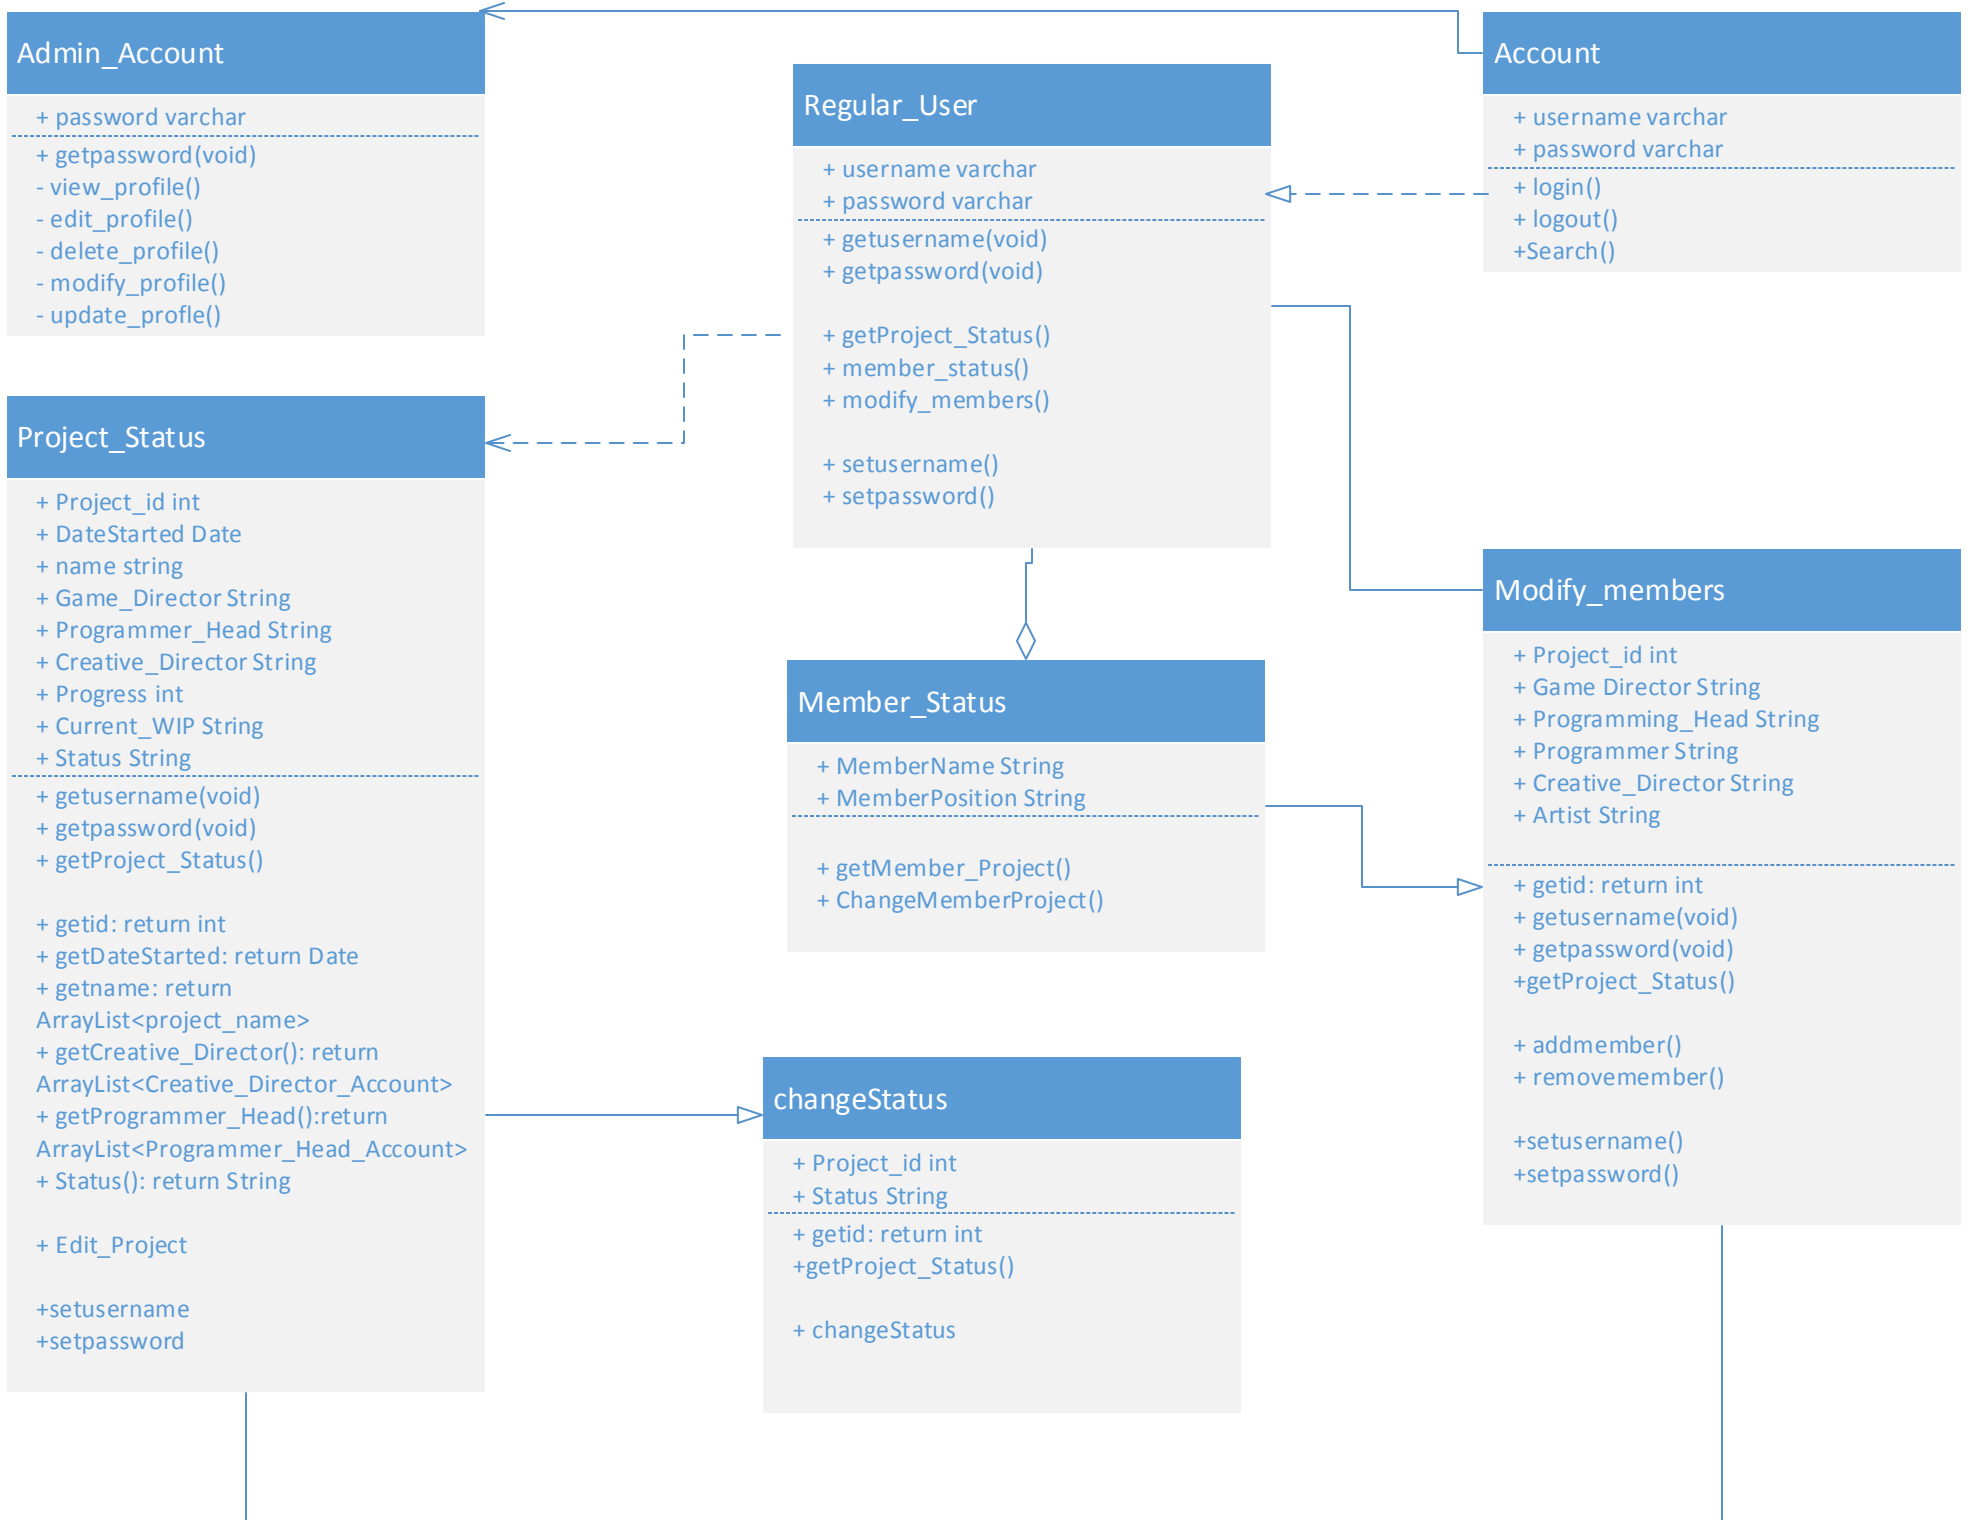 Admin_Account
+ password varchar
+ getpassword(void)
- view_profile()
- edit_profile()
- delete_profile()
- modify_profile()
- update_profle()
Regular_User
+ username varchar
+ password varchar
+ getusername(void)
+ getpassword(void)
+ getProject_Status()
+ member_status()
+ modify_members()
+ setusername()
+ setpassword()
Account
+ username varchar
+ password varchar
+ login()
+ logout()
+Search()
Project_Status
+ Project_id int
+ DateStarted Date
+ name string
+ Game_Director String
+ Programmer_Head String
+ Creative_Director String
+ Progress int
+ Current_WIP String
+ Status String
+ getusername(void)
+ getpassword(void)
+ getProject_Status()
+ getid: return int
+ getDateStarted: return Date
+ getname: return
ArrayList<project_name>
+ getCreative_Director(): return
ArrayList<Creative_Director_Account>
+ getProgrammer_Head():return
ArrayList<Programmer_Head_Account>
+ Status(): return String
+ Edit_Project
+setusername
+setpassword
Member_Status
+ MemberName String
+ MemberPosition String
+ getMember_Project()
+ ChangeMemberProject()
Modify_members
+ Project_id int
+ Game Director String
+ Programming_Head String
+ Programmer String
+ Creative_Director String
+ Artist String
+ getid: return int
+ getusername(void)
+ getpassword(void)
+getProject_Status()
+ addmember()
+ removemember()
+setusername()
+setpassword()
changeStatus
+ Project_id int
+ Status String
+ getid: return int
+getProject_Status()
+ changeStatus